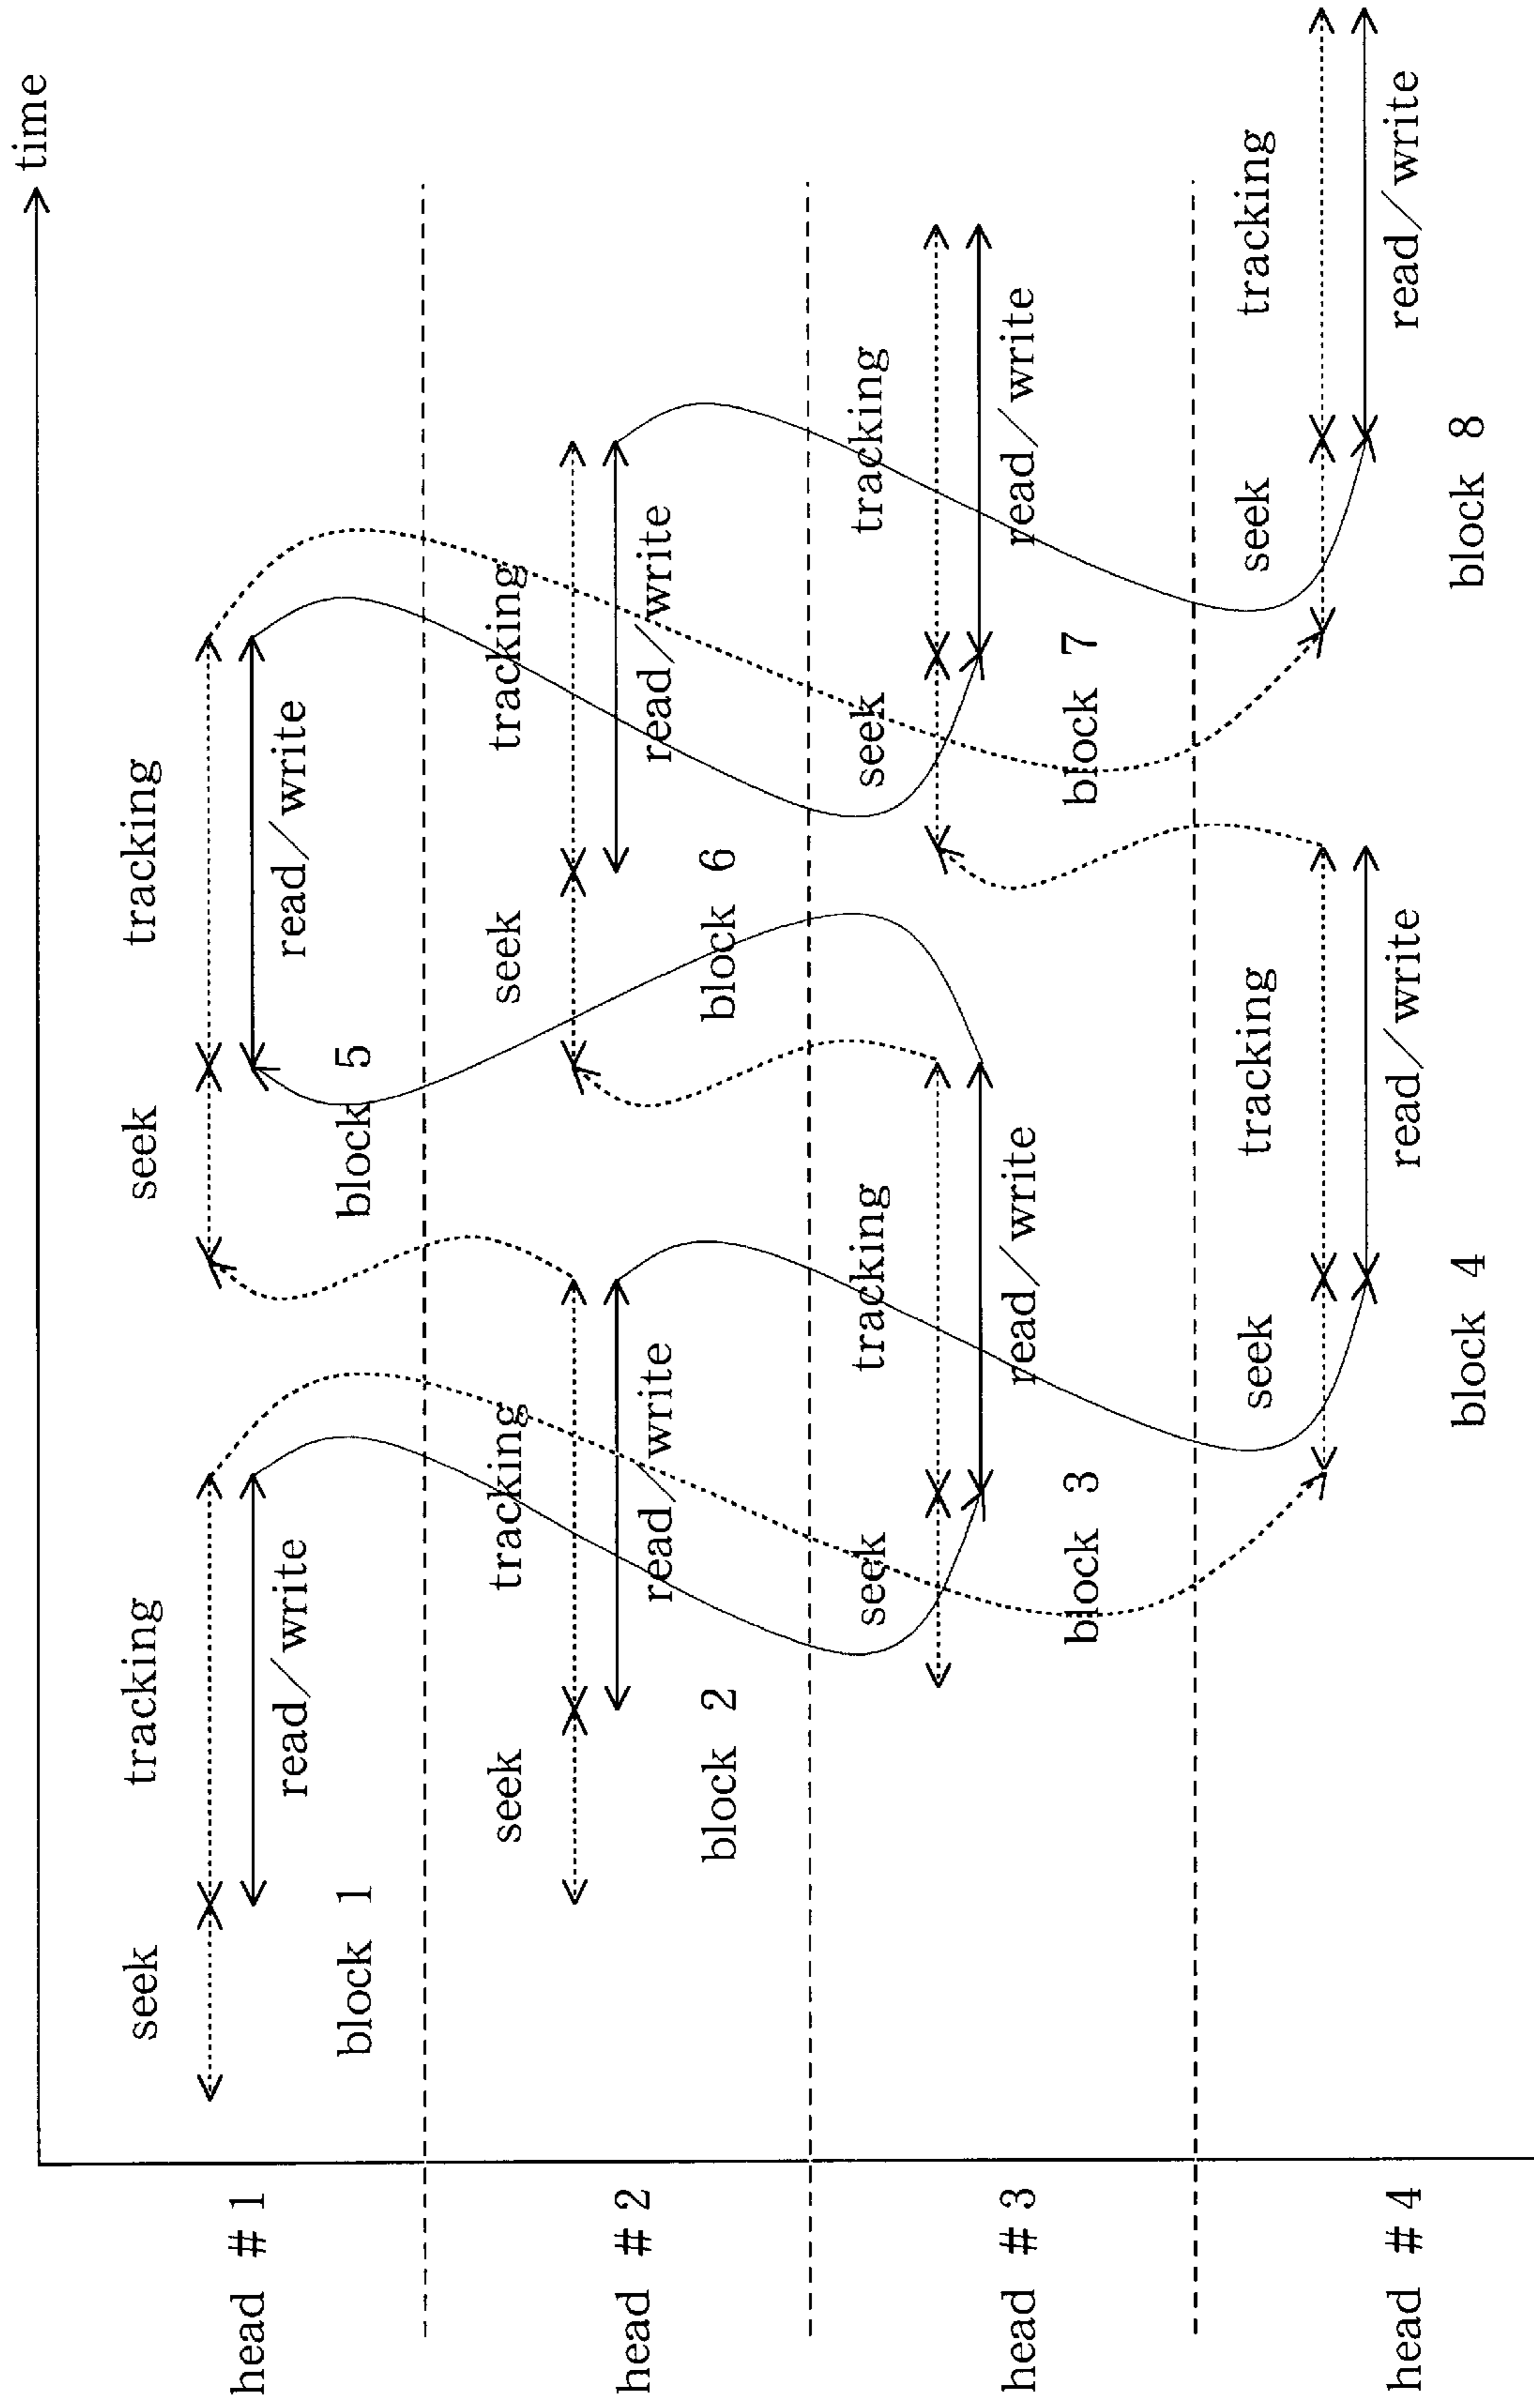 time
head #1
seek
tracking
read/write
block 1
seek
tracking
read/write
block 5
head #2
seek
tracking
read/write
block 2
seek
tracking
read/write
block 6
head #3
seek
tracking
read/write
block 3
seek
tracking
read/write
block 7
head #4
seek
tracking
read/write
block 4
seek
tracking
read/write
block 8